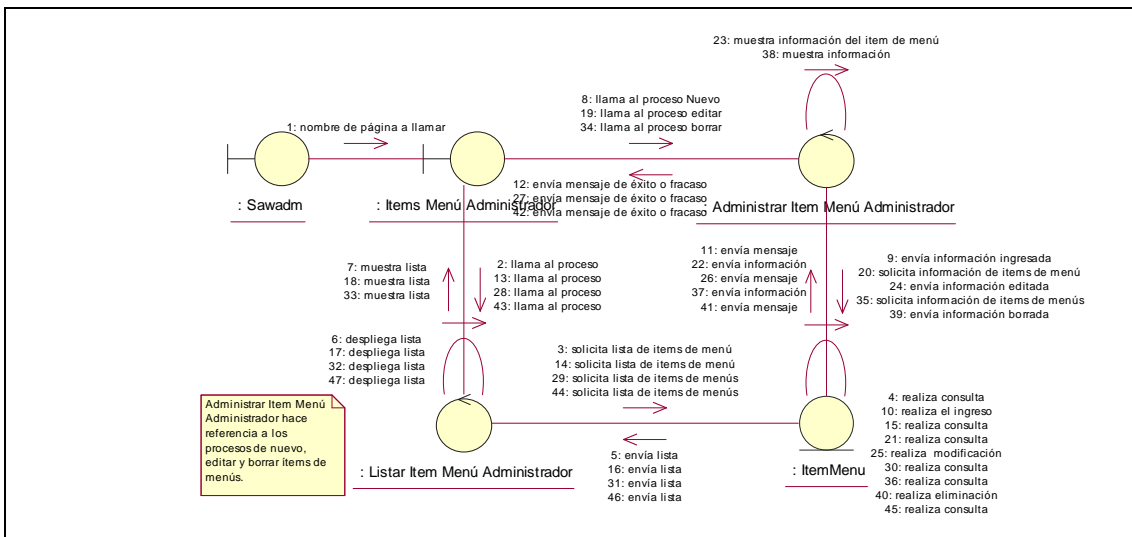 23: muestra información del item de menú
38: muestra información
8: llama al proceso Nuevo
19: llama al proceso editar
34: llama al proceso borrar
1: nombre de página a llamar
12: envía mensaje de éxito o fracaso
27: envía mensaje de éxito o fracaso
42: envía mensaje de éxito o fracaso
: Sawadm
: Items Menú Administrador
: Administrar Item Menú Administrador
7: muestra lista
18: muestra lista
33: muestra lista
2: llama al proceso
13: llama al proceso
28: llama al proceso
43: llama al proceso
11: envía mensaje
22: envía información
26: envía mensaje
37: envía información
41: envía mensaje
9: envía información ingresada
20: solicita información de items de menú
24: envía información editada
35: solicita información de items de menús
39: envía información borrada
6: despliega lista
17: despliega lista
32: despliega lista
47: despliega lista
3: solicita lista de items de menú
14: solicita lista de items de menú
29: solicita lista de items de menús
44: solicita lista de items de menús
Administrar Item Menú
Administrador hace
referencia a los
procesos de nuevo,
editar y borrar ítems de
menús.
5: envía lista
16: envía lista
31: envía lista
46: envía lista
: Listar Item Menú Administrador
: ItemMenu
4: realiza consulta
10: realiza el ingreso
15: realiza consulta
21: realiza consulta
25: realiza modificación
30: realiza consulta
36: realiza consulta
40: realiza eliminación
45: realiza consulta